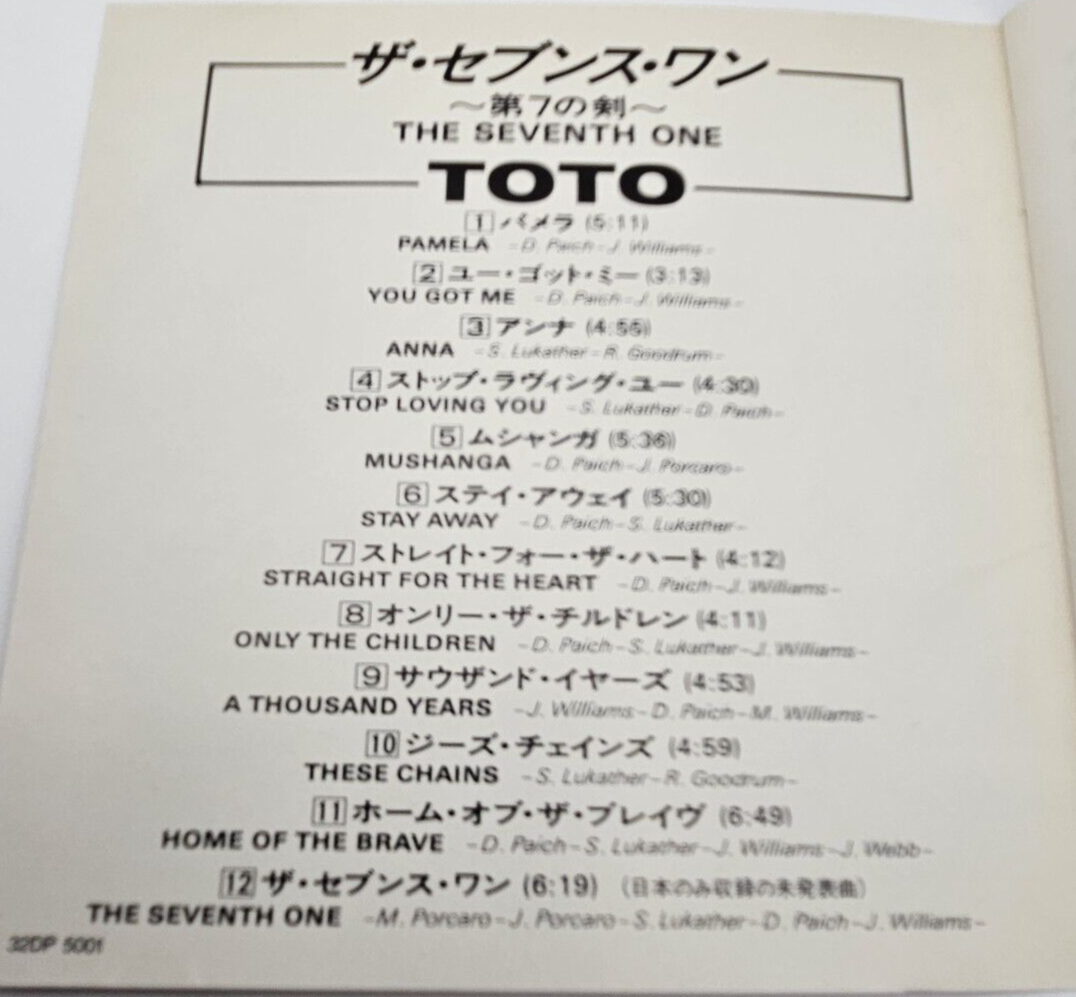 ザ・セブンス・ワン
～第7の剣～
THE SEVENTH ONE
TOTO
1 パメラ (5:11)
PAMELA -D. Paich-J. Williams-
2 ユー・ゴット・ミー (3:13)
YOU GOT ME -D. Paich-J. Williams-
3 アンナ (4:55)
ANNA -S. Lukather-R. Goodrum-
4 ストップ・ラヴィング・ユー (4:30)
STOP LOVING YOU -S. Lukather-D. Paich-
5 ムシャンガ (5:36)
MUSHANGA -D. Paich-J. Porcaro-
6 ステイ・アウェイ (5:30)
STAY AWAY -D. Paich-S. Lukather-
7 ストレイト・フォー・ザ・ハート (4:12)
STRAIGHT FOR THE HEART -D. Paich-J. Williams-
8 オンリー・ザ・チルドレン (4:11)
ONLY THE CHILDREN -D. Paich-S. Lukather-J. Williams-
9 サウザンド・イヤーズ (4:53)
A THOUSAND YEARS -J. Williams-D. Paich-M. Williams-
10 ジーズ・チェインズ (4:59)
THESE CHAINS -S. Lukather-R. Goodrum-
11 ホーム・オブ・ザ・ブレイヴ (6:49)
HOME OF THE BRAVE -D. Paich-S. Lukather-J. Williams-J. Webb-
12 ザ・セブンス・ワン (6:19) (日本のみ収録の未発表曲)
THE SEVENTH ONE -M. Porcaro-J. Porcaro-S. Lukather-D. Paich-J. Williams-
32DP 5001